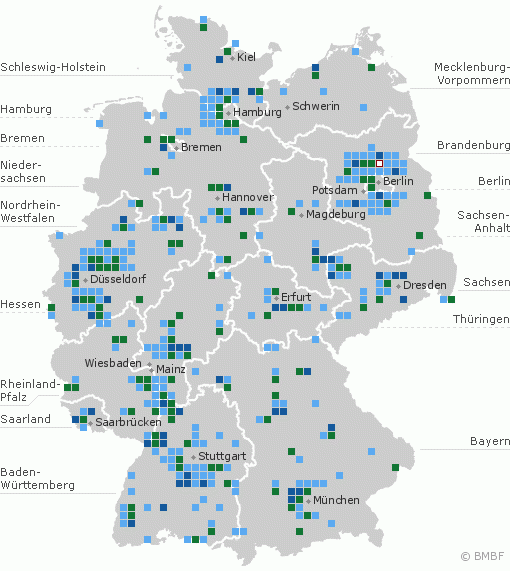 Kiel
Schleswig-Holstein
Mecklenburg-
Vorpommern
Schwerin
Hamburg
Hamburg
Bremen
Bremen
Brandenburg
Nieder-
sachsen
Berlin
Berlin
Potsdam
Hannover
Nordrhein-
Westfalen
Magdeburg
Sachsen-
Anhalt
Düsseldorf
Dresden
Sachsen
Erfurt
Hessen
Thüringen
Wiesbaden
Mainz
Rheinland-
Pfalz
Saarland
Saarbrücken
Bayern
Stuttgart
Baden-
Württemberg
München
© BMBF